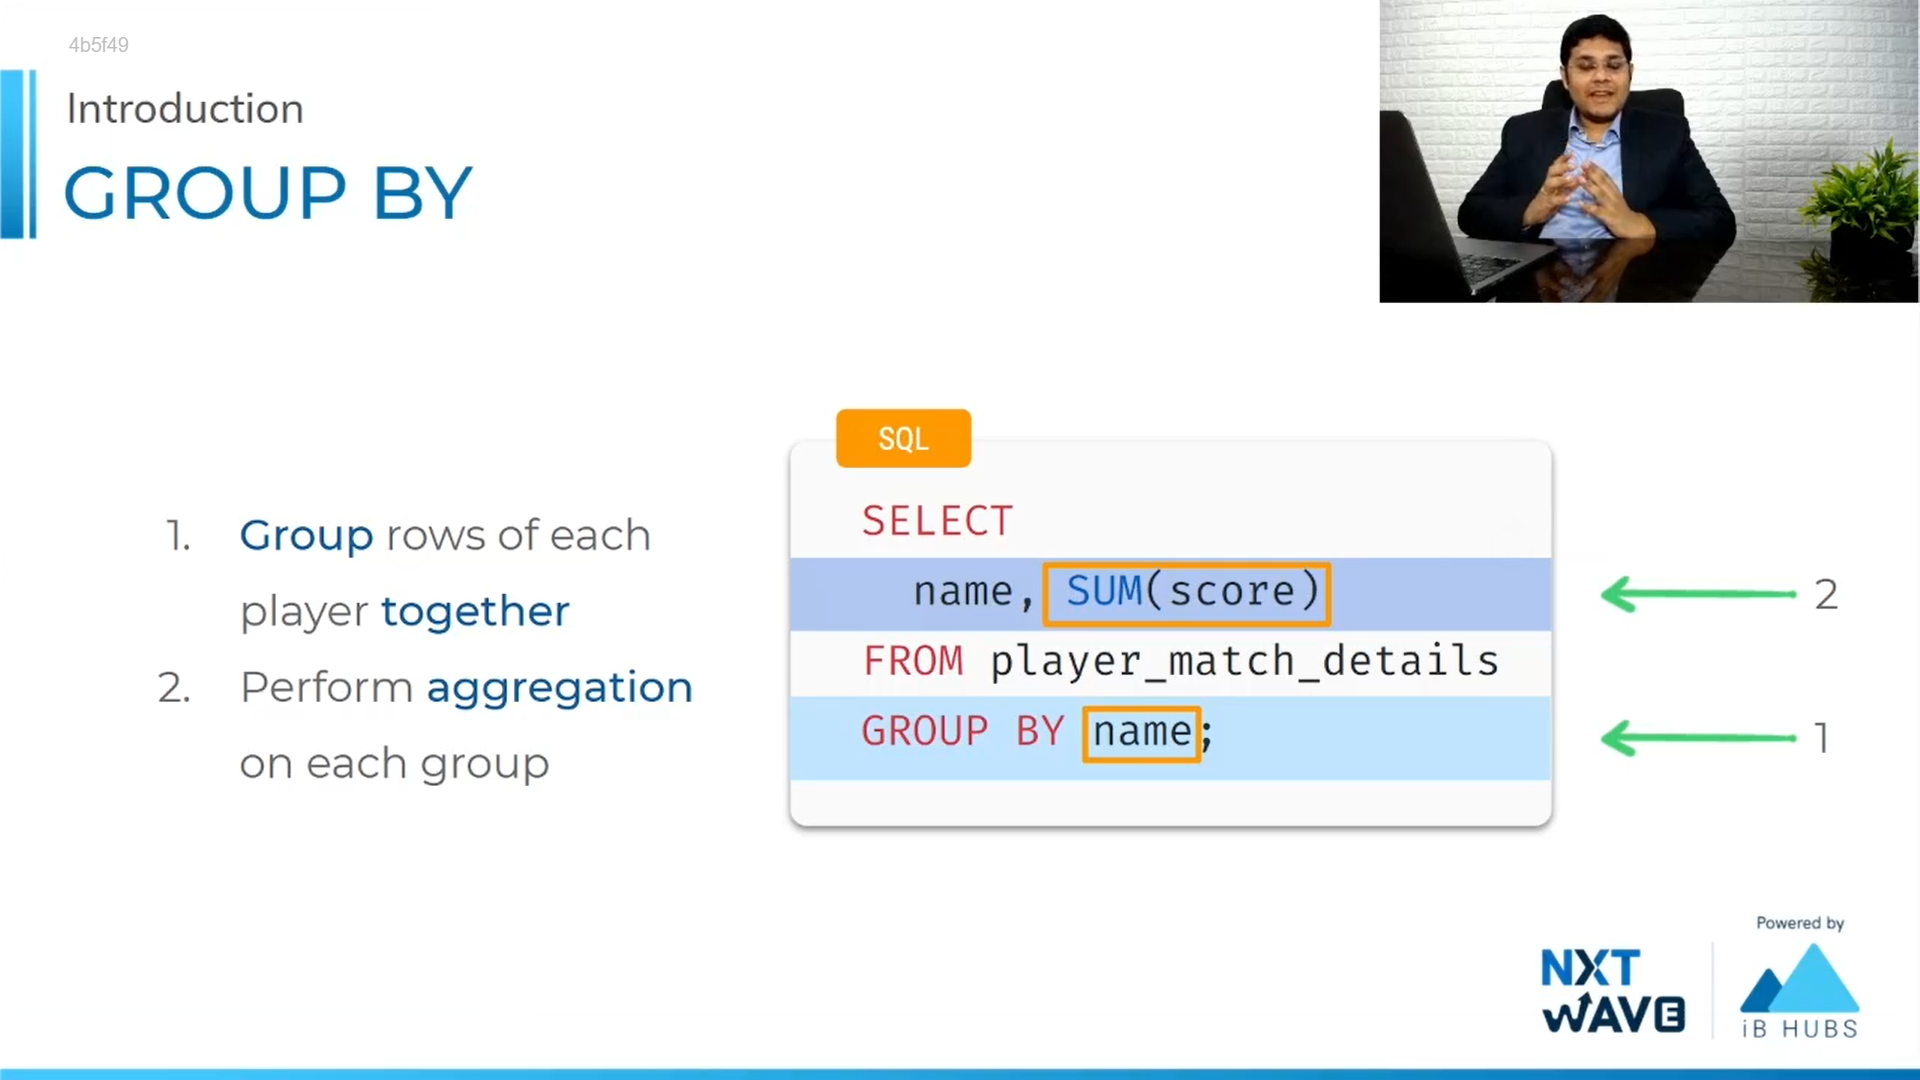 4b5f49
Introduction
GROUP BY
1. Group rows of each
player together
2. Perform aggregation
on each group
SQL
SELECT
name, SUM(score)
FROM player_match_details
GROUP BY name;
2
1
Powered by
NXT
WAVE
iB HUBS